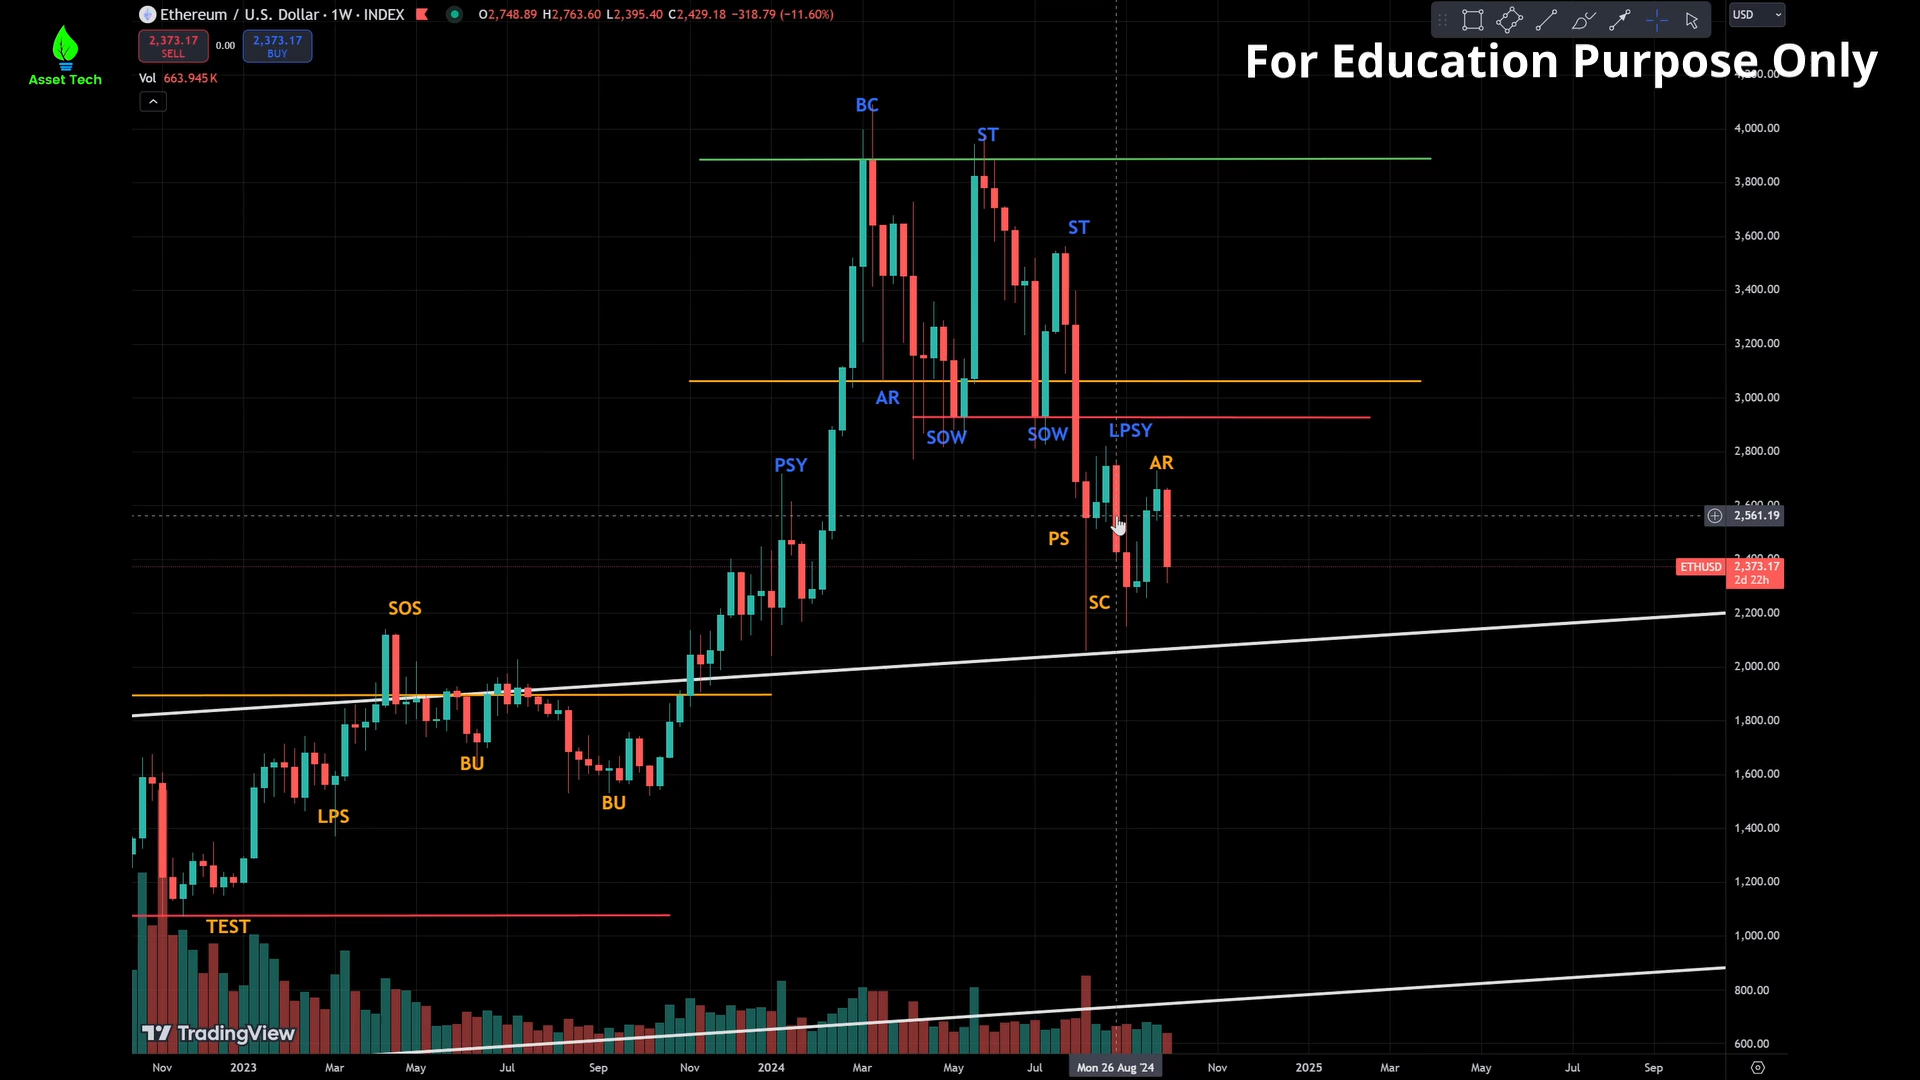 Ethereum / U.S. Dollar · 1W · INDEX O2,748.89 H2,763.60 L2,395.40 C2,429.18 −318.79 (−11.60%)
USD
2,373.17
SELL
0.00
2,373.17
BUY
Asset Tech
For Education Purpose Only
Vol 663.945K
BC
ST
4,000.00
3,800.00
ST
3,600.00
3,400.00
3,200.00
AR
3,000.00
SOW
SOW
LPSY
2,800.00
PSY
AR
2,561.19
PS
ETHUSD
2,373.17
2d 22h
SC
SOS
2,200.00
2,000.00
1,800.00
BU
1,600.00
BU
LPS
1,400.00
1,200.00
TEST
1,000.00
800.00
TradingView
600.00
Nov 2023 Mar May Jul Sep Nov 2024 Mar May Jul Mon 26 Aug '24 Nov 2025 Mar May Jul Sep